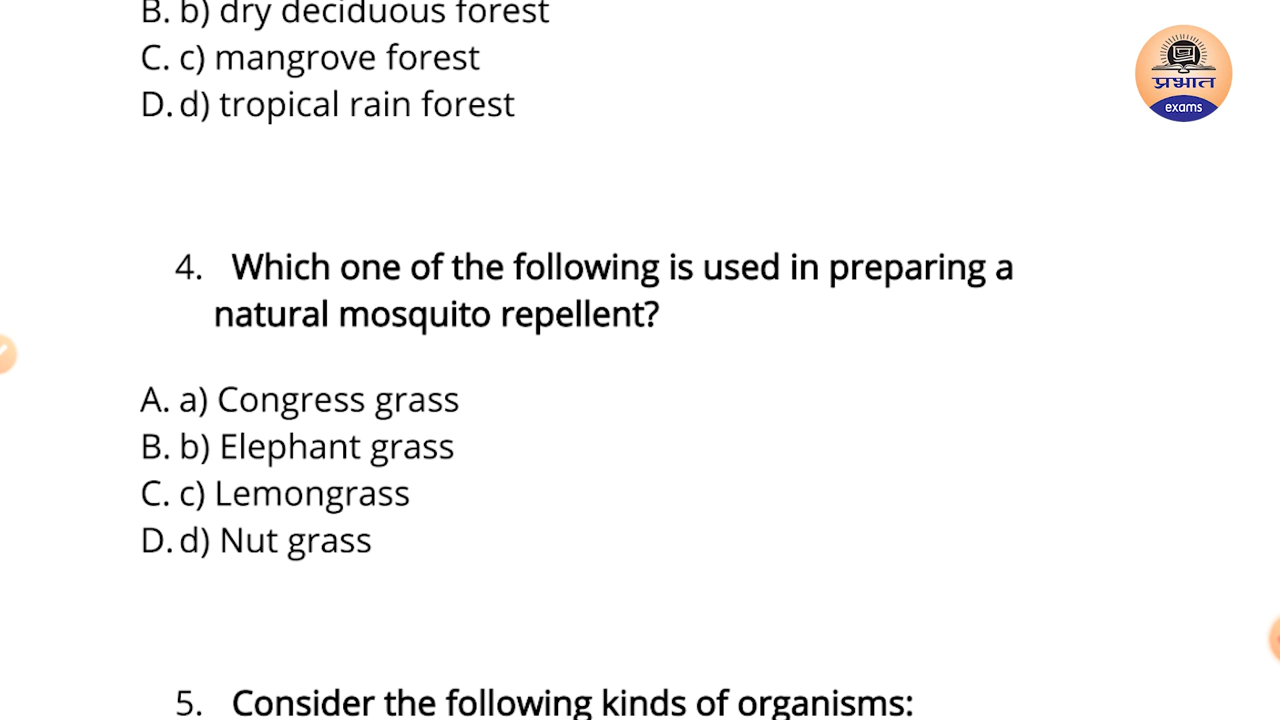 B. b) dry deciduous forest
C. c) mangrove forest
D. d) tropical rain forest
प्रभात
exams
4. Which one of the following is used in preparing a
natural mosquito repellent?
A. a) Congress grass
B. b) Elephant grass
C. c) Lemongrass
D. d) Nut grass
5. Consider the following kinds of organisms: